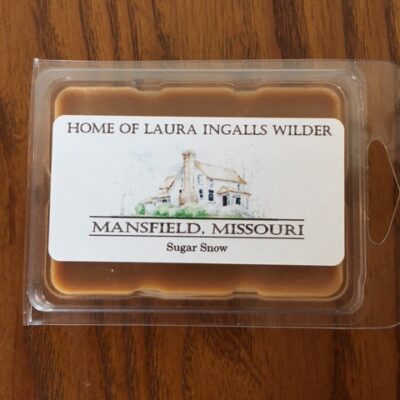 HOME OF LAURA INGALLS WILDER
MANSFIELD, MISSOURI
Sugar Snow